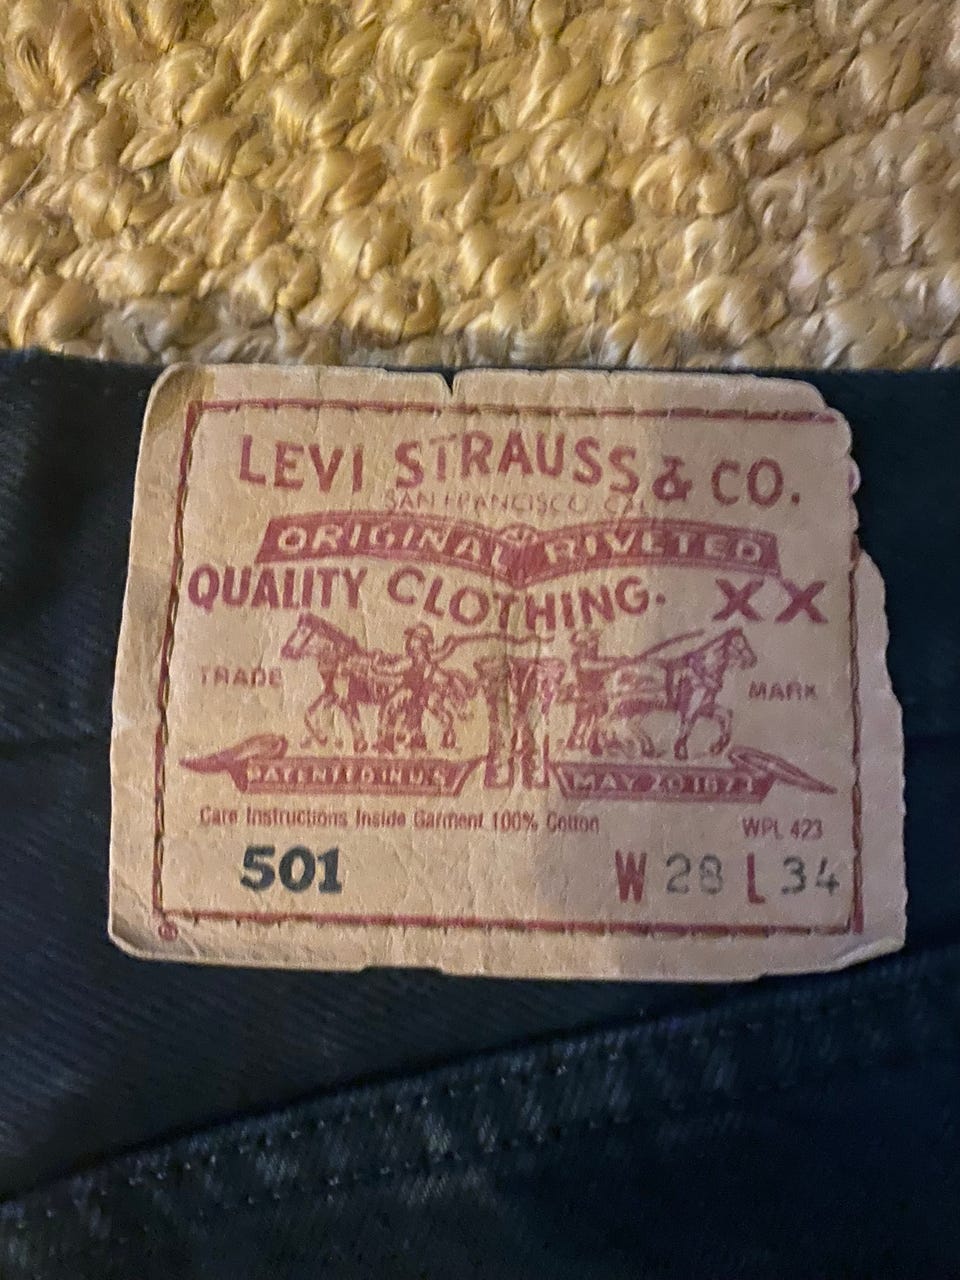 LEVI STRAUSS & CO.
SAN FRANCISCO CAL
ORIGINAL RIVETED
QUALITY CLOTHING. XX
TRADE MARK
PATENTED IN U.S. MAY 20 1873
Care Instructions Inside Garment 100% Cotton WPL 423
501 W 28 L 34
®